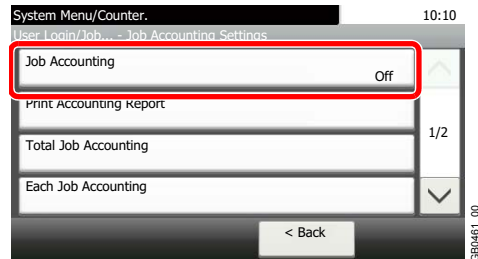 System Menu/Counter.
10:10
User Login/Job... - Job Accounting Settings
Job Accounting
Off
Print Accounting Report
1/2
Total Job Accounting
Each Job Accounting
< Back
GB0461_00